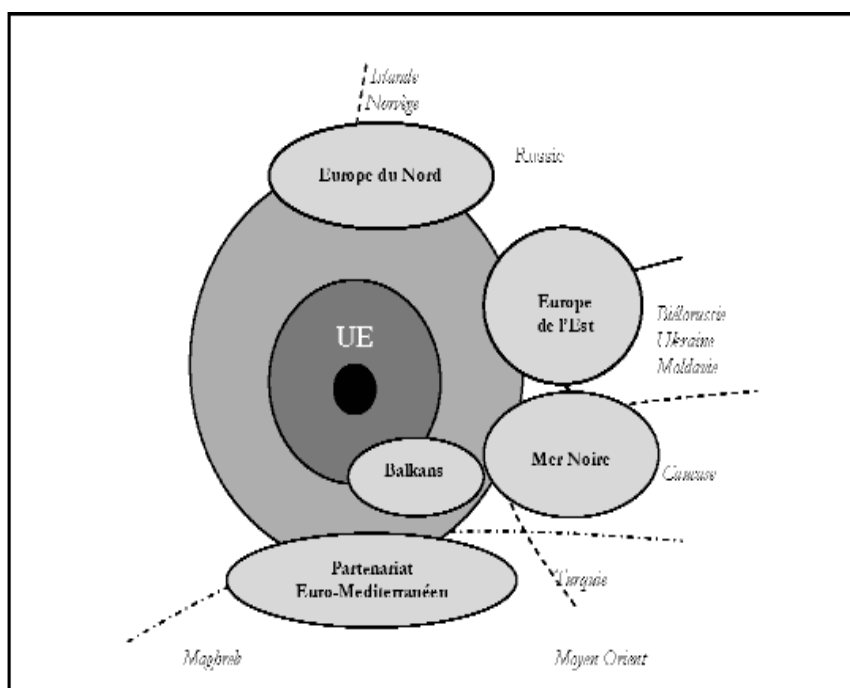 Islande
Norvège
Europe du Nord
Russie
UE
Europe
de l'Est
Biélorussie
Ukraine
Moldavie
Balkans
Mer Noire
Caucase
Partenariat
Euro-Mediterranéen
Turquie
Maghreb
Moyen Orient